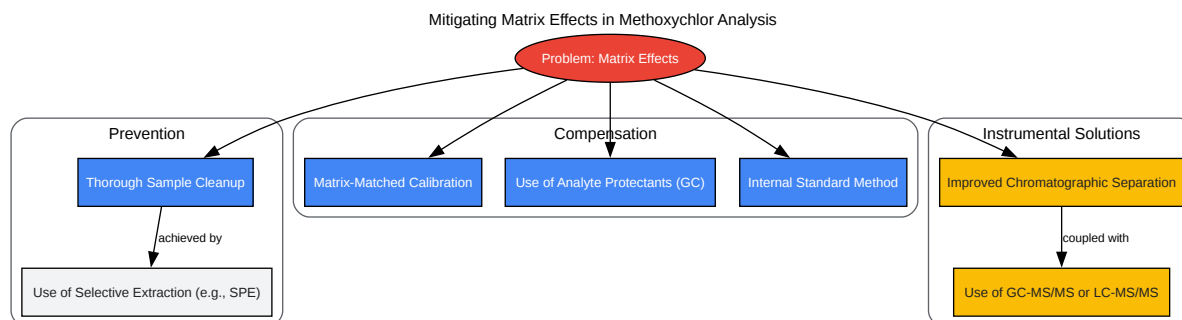 Mitigating Matrix Effects in Methoxychlor Analysis
Problem: Matrix Effects
Prevention
Thorough Sample Cleanup
achieved by
Use of Selective Extraction (e.g., SPE)
Compensation
Matrix-Matched Calibration
Use of Analyte Protectants (GC)
Internal Standard Method
Instrumental Solutions
Improved Chromatographic Separation
coupled with
Use of GC-MS/MS or LC-MS/MS